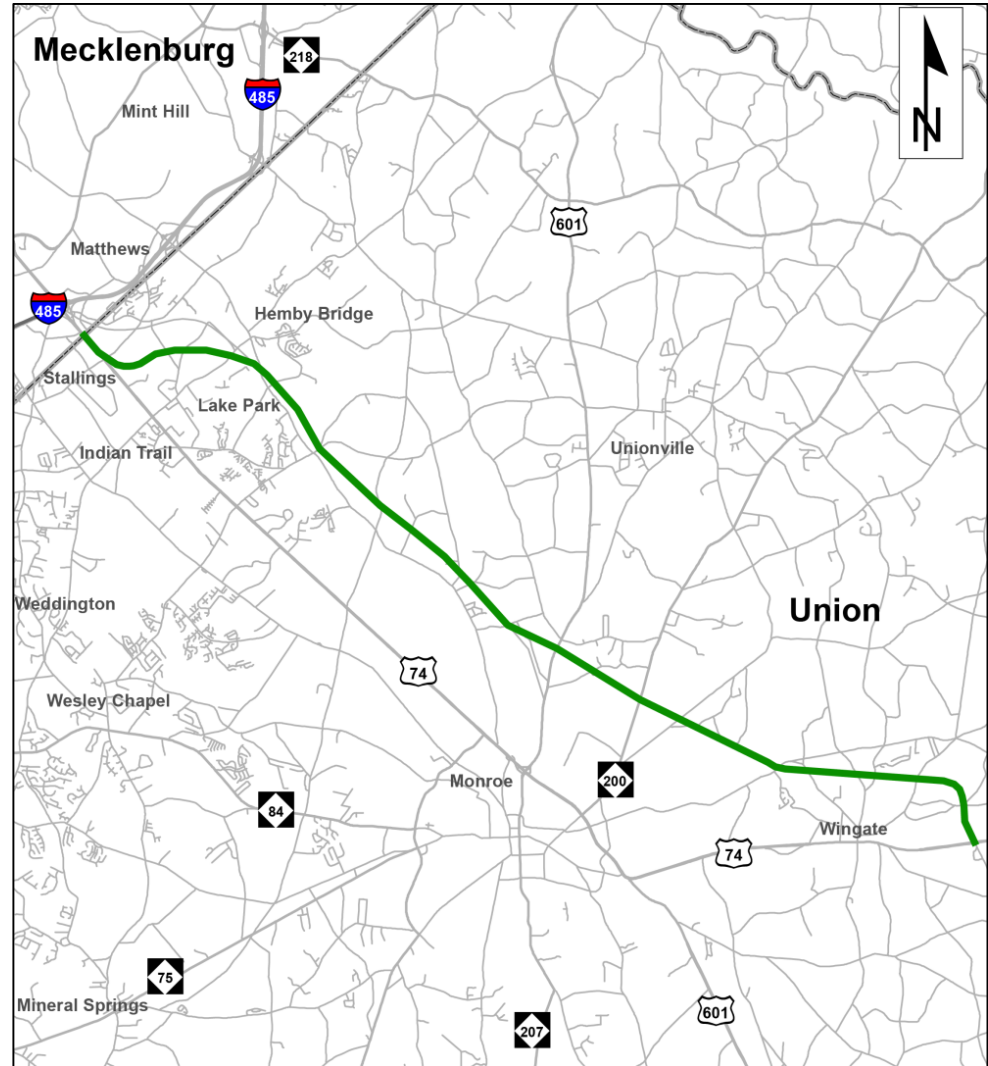 Mecklenburg
218
485
Mint Hill
N
601
Matthews
485
Hemby Bridge
Stallings
Lake Park
Indian Trail
Unionville
Weddington
Union
74
Wesley Chapel
Monroe
200
84
Wingate
74
75
Mineral Springs
601
207